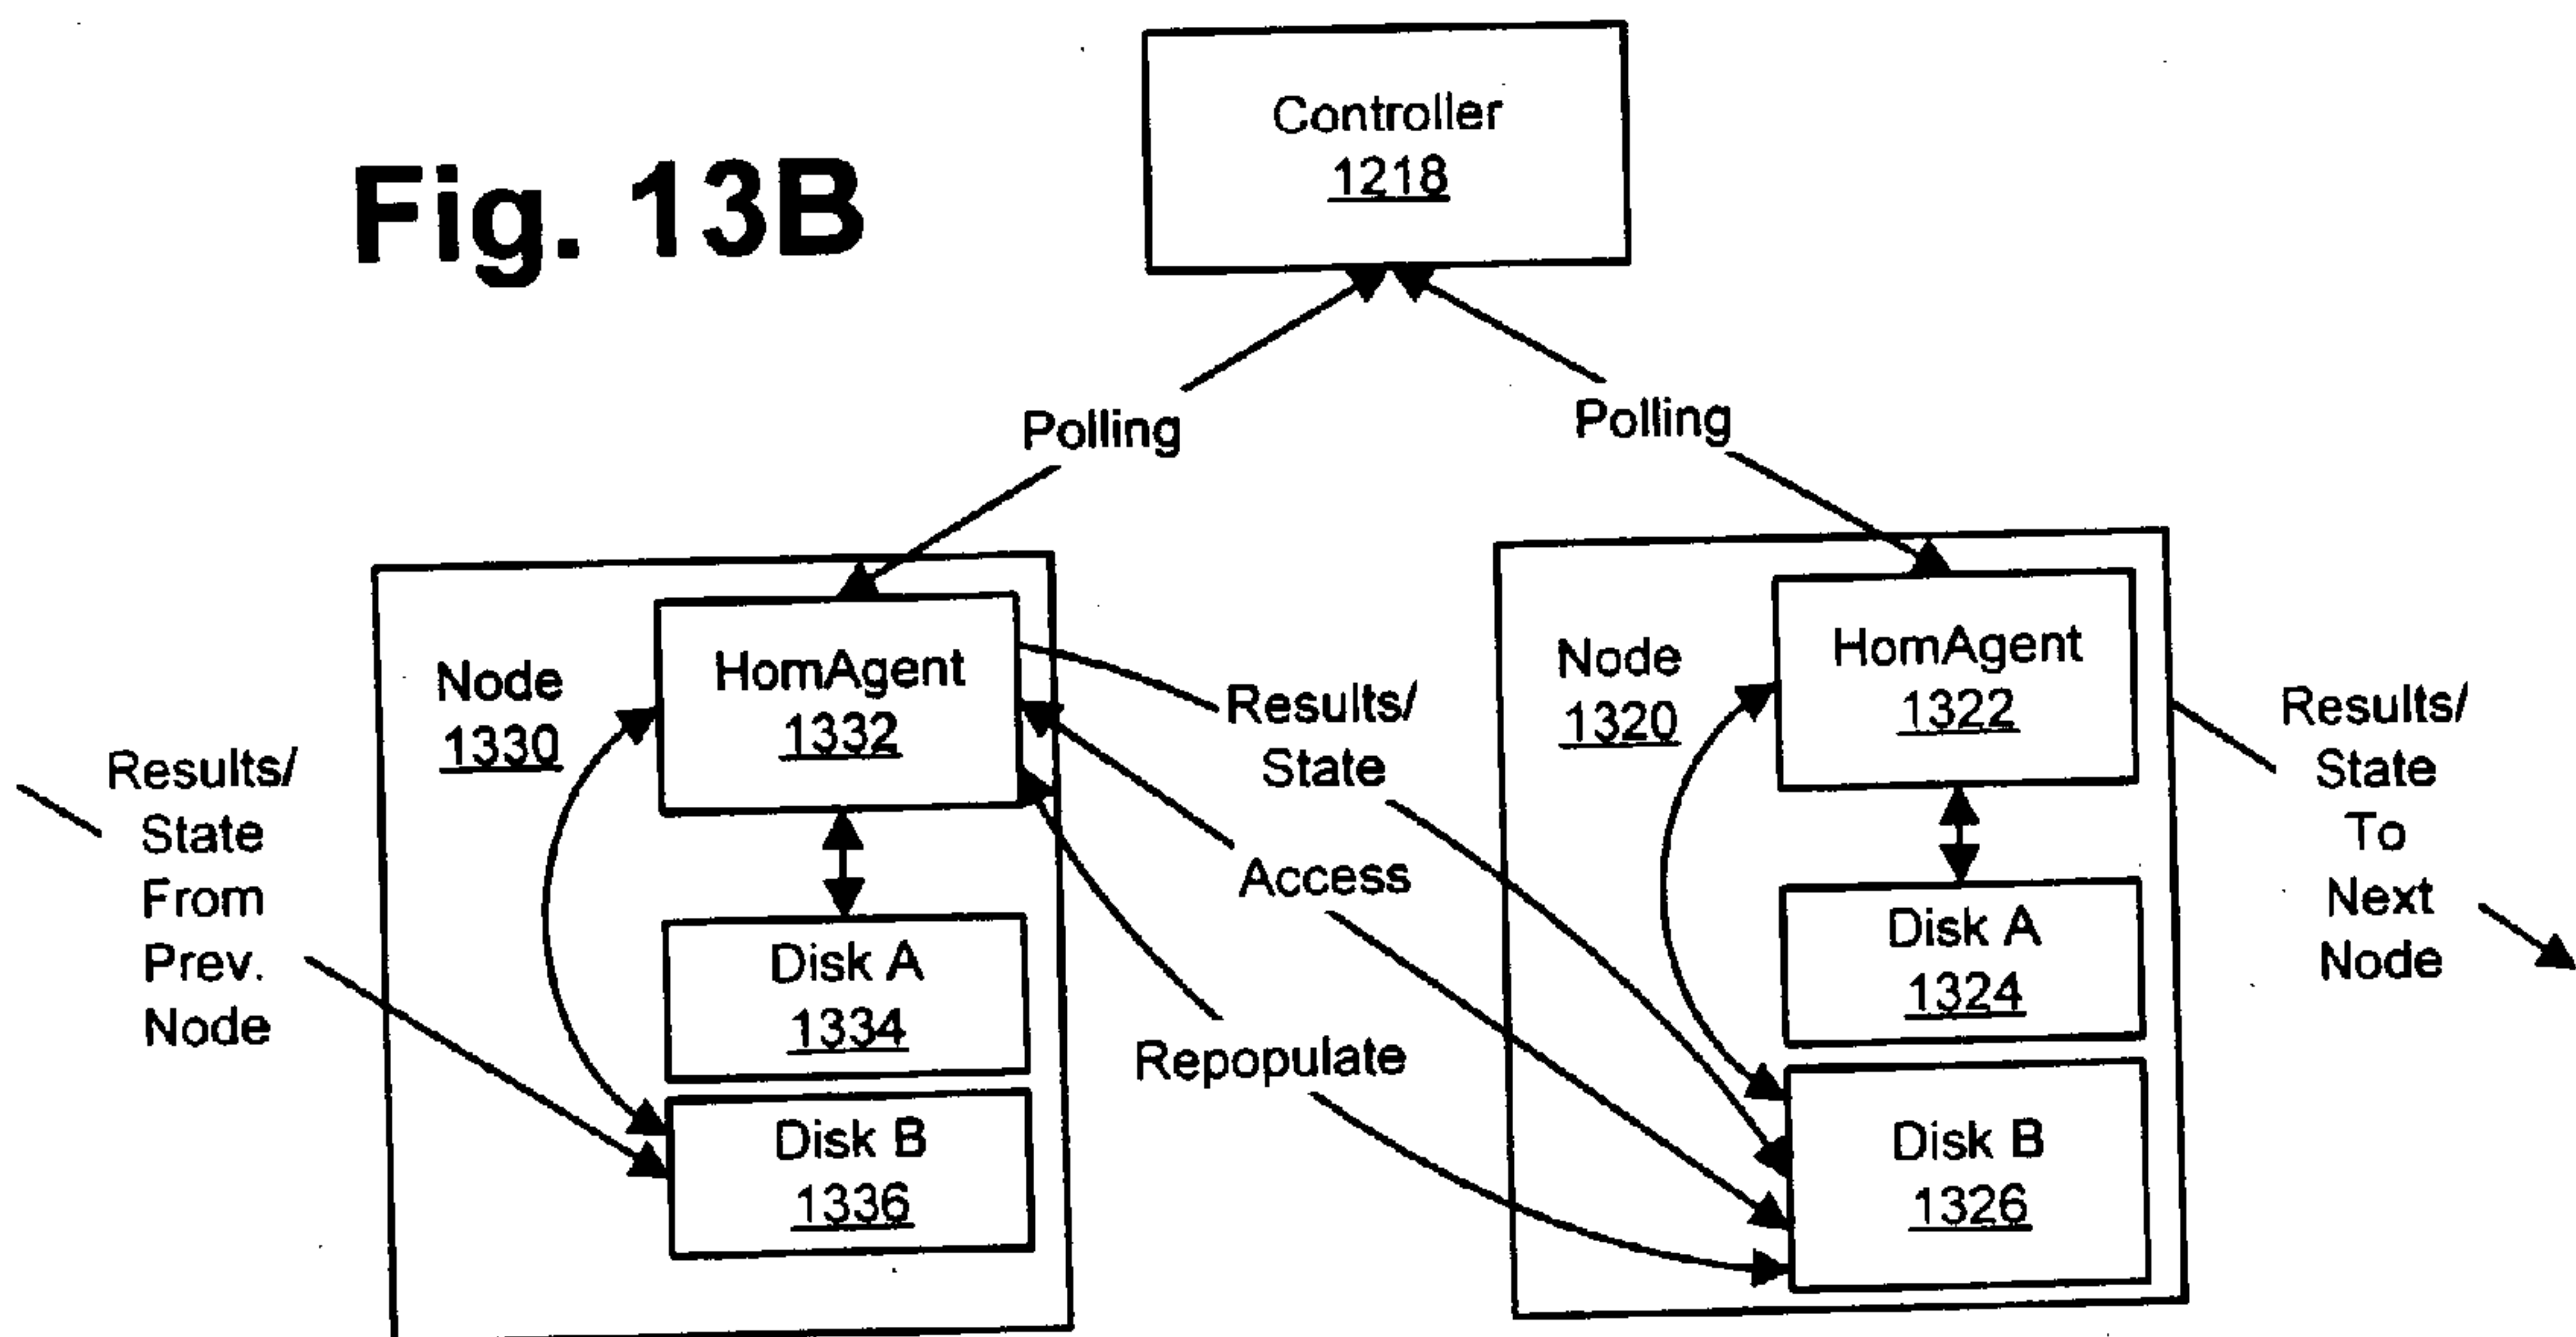 Fig. 13B
Controller
1218
Polling
Polling
Node
1330
HomAgent
1332
Disk A
1334
Disk B
1336
Results/
State
From
Prev.
Node
Results/
State
Access
Repopulate
Node
1320
HomAgent
1322
Disk A
1324
Disk B
1326
Results/
State
To
Next
Node